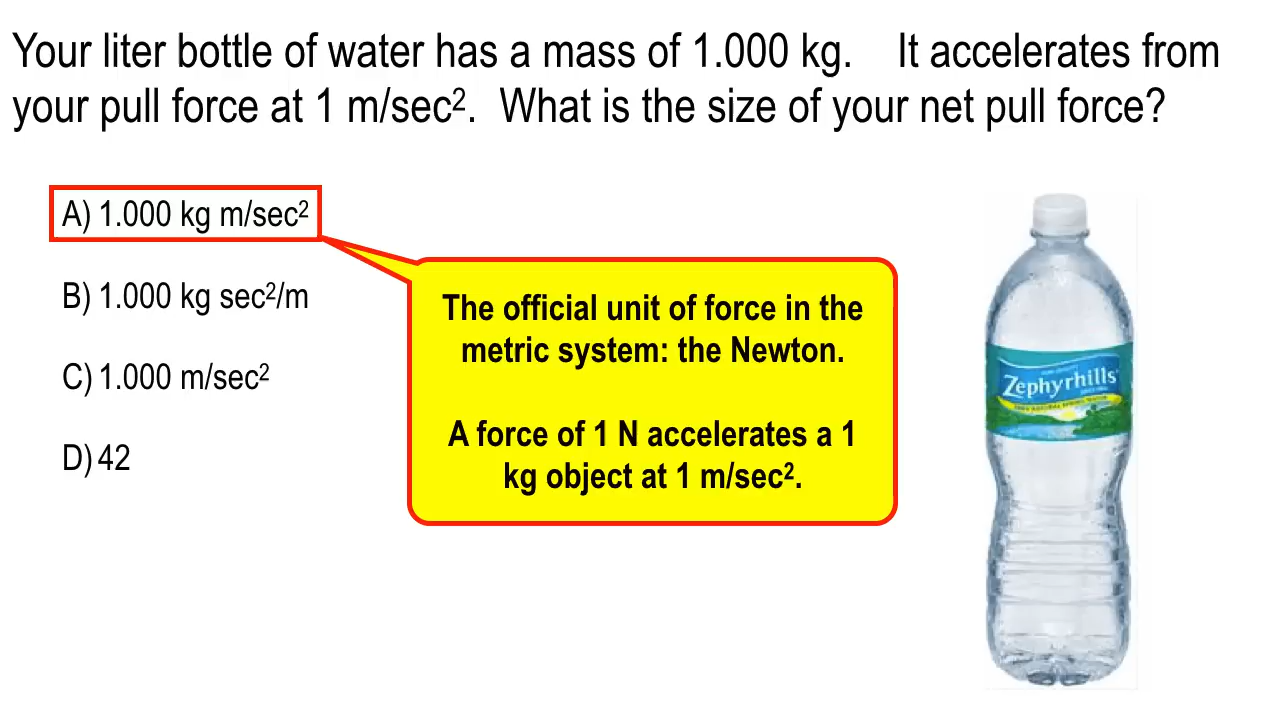 Your liter bottle of water has a mass of 1.000 kg. It accelerates from
your pull force at 1 m/sec². What is the size of your net pull force?
A) 1.000 kg m/sec²
B) 1.000 kg sec²/m
C) 1.000 m/sec²
D) 42
The official unit of force in the
metric system: the Newton.
A force of 1 N accelerates a 1
kg object at 1 m/sec².
Zephyrhills